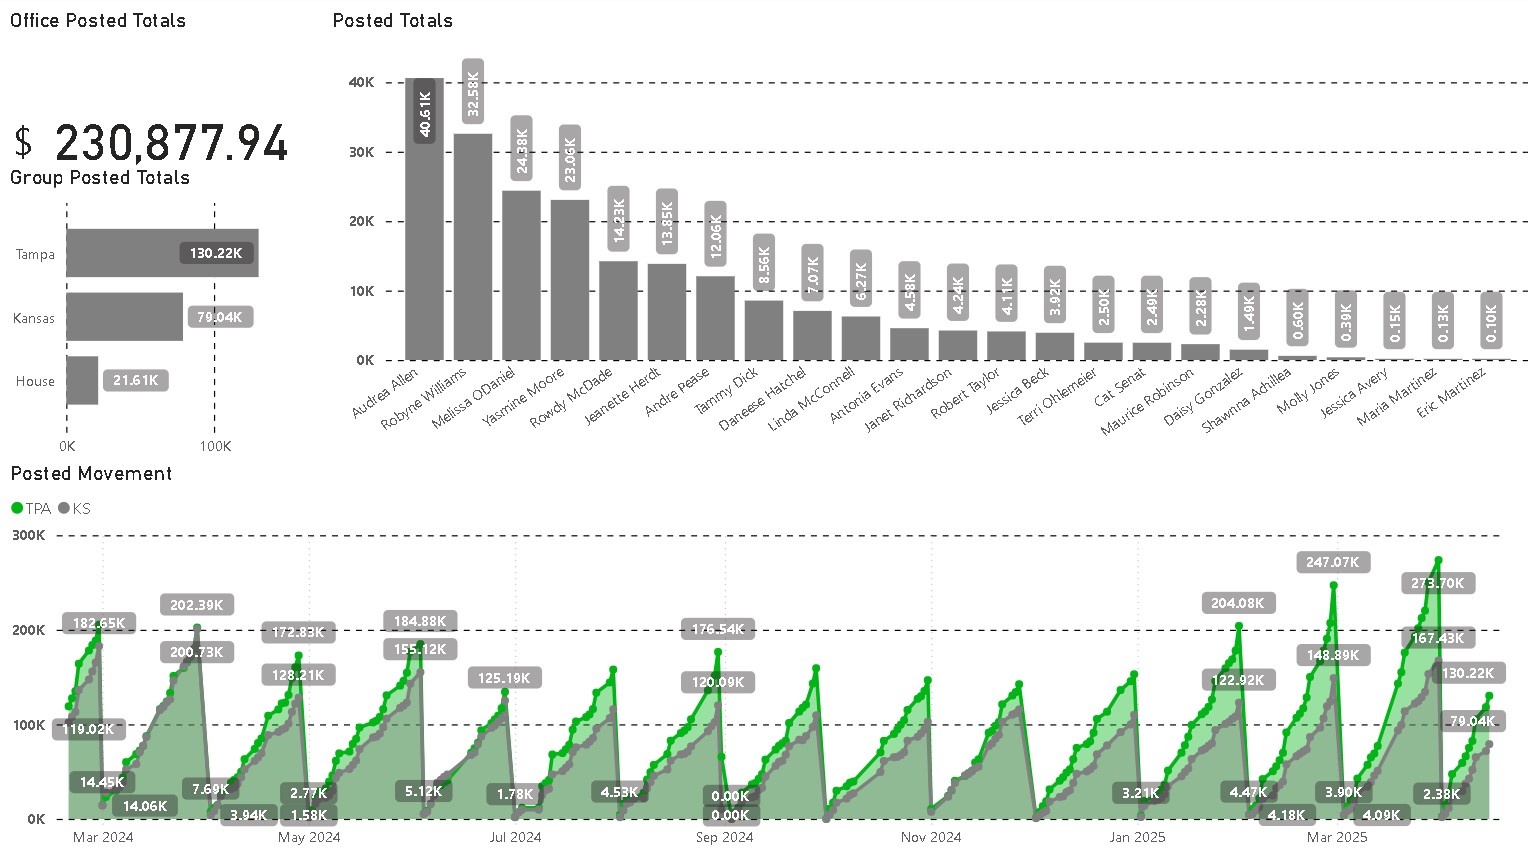 Office Posted Totals
$ 230,877.94
Group Posted Totals
Tampa
130.22K
Kansas
79.04K
House
21.61K
0K
100K
Posted Totals
40K
30K
20K
10K
0K
40.61K
32.58K
24.38K
23.06K
14.23K
13.85K
12.06K
8.56K
7.07K
6.27K
4.58K
4.24K
4.11K
3.92K
2.50K
2.49K
2.28K
1.49K
0.60K
0.39K
0.15K
0.13K
0.10K
Audrea Allen
Robyne Williams
Melissa ODaniel
Yasmine Moore
Rowdy McDade
Jeanette Herdt
Andre Pease
Tammy Dick
Daneese Hatchel
Linda McConnell
Antonia Evans
Janet Richardson
Robert Taylor
Jessica Beck
Terri Ohlemeier
Cat Senat
Maurice Robinson
Daisy Gonzalez
Shawnna Achillea
Molly Jones
Jessica Avery
Maria Martinez
Eric Martinez
Posted Movement
TPA KS
300K
200K
100K
0K
182.65K
119.02K
14.45K
14.06K
202.39K
200.73K
7.69K
3.94K
172.83K
128.21K
2.77K
1.58K
184.88K
155.12K
5.12K
125.19K
1.78K
4.53K
176.54K
120.09K
0.00K
0.00K
3.21K
204.08K
122.92K
4.47K
4.18K
247.07K
148.89K
3.90K
4.09K
273.70K
167.43K
2.38K
130.22K
79.04K
Mar 2024
May 2024
Jul 2024
Sep 2024
Nov 2024
Jan 2025
Mar 2025